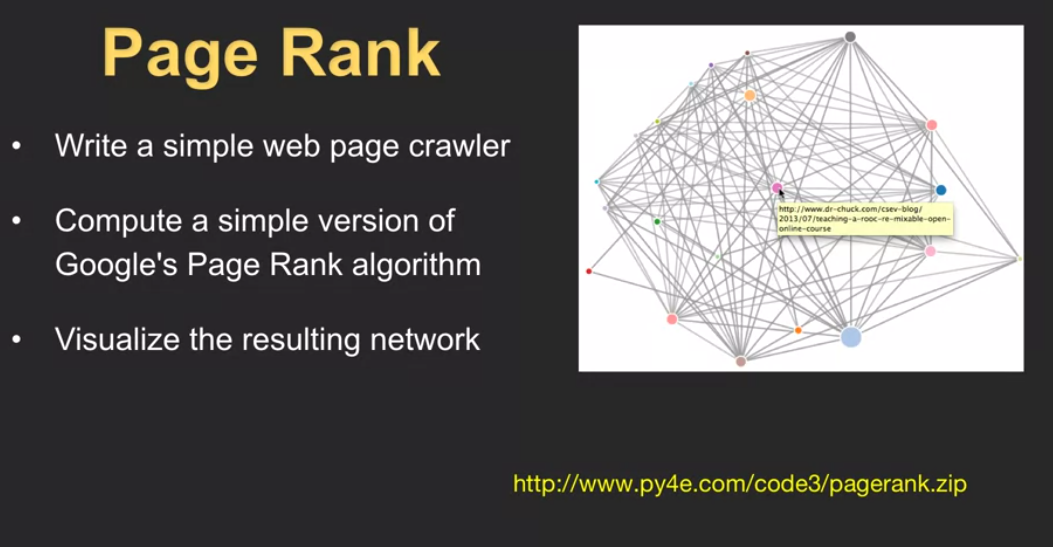 Page Rank
• Write a simple web page crawler
• Compute a simple version of
Google's Page Rank algorithm
• Visualize the resulting network
http://www.dr-chuck.com/csev-blog/
2013/07/teaching-a-rooc-re-mixable-open-
online-course
http://www.py4e.com/code3/pagerank.zip